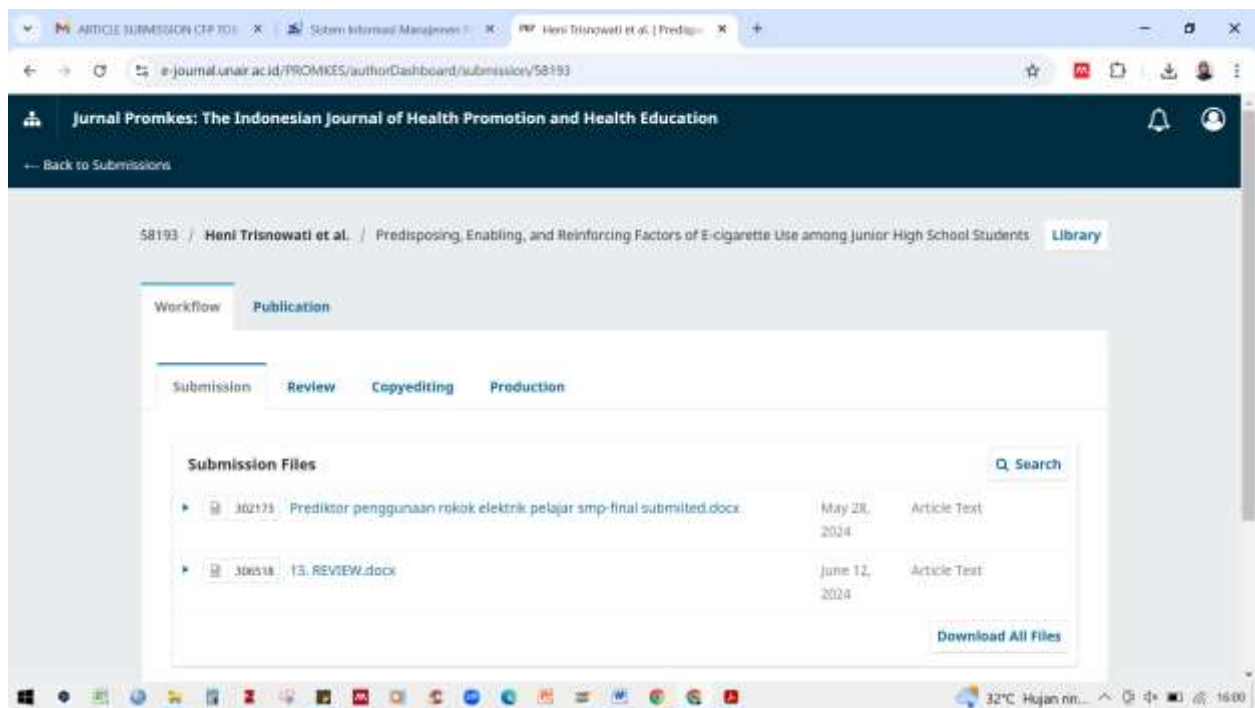 ARTICLE SUBMISSION CFP TO
Sistem Informasi Manajemen
PKP Heni Trisnowati et al. | Predisp
e-journal.unair.ac.id/PROMKES/authorDashboard/submission/58193
Jurnal Promkes: The Indonesian Journal of Health Promotion and Health Education
← Back to Submissions
58193 / Heni Trisnowati et al. / Predisposing, Enabling, and Reinforcing Factors of E-cigarette Use among Junior High School Students Library
Workflow Publication
Submission Review Copyediting Production
Submission Files Search
302173 Prediktor penggunaan rokok elektrik pelajar smp-final submiited.docx May 28, 2024 Article Text
306518 13. REVIEW.docx June 12, 2024 Article Text
Download All Files
32°C Hujan rin... 16:00